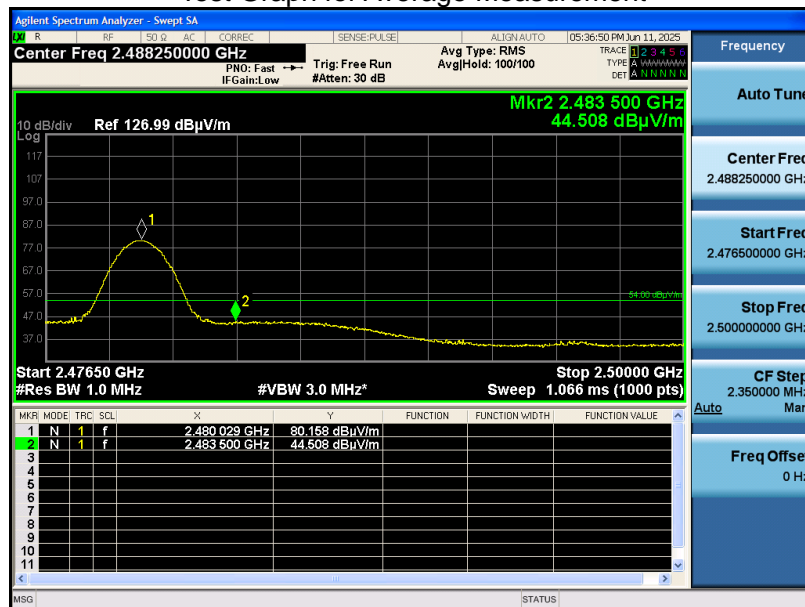 Test Graph for Average Measurement
Agilent Spectrum Analyzer - Swept SA
LXI R RF 50 Ω AC CORREC SENSE:PULSE ALIGN AUTO 05:36:50 PM Jun 11, 2025
Center Freq 2.488250000 GHz
PNO: Fast
IFGain:Low
Trig: Free Run
#Atten: 30 dB
Avg Type: RMS
Avg|Hold: 100/100
TRACE 1 2 3 4 5 6
TYPE A
DET A N N N N N
Mkr2 2.483 500 GHz
44.508 dBµV/m
10 dB/div Ref 126.99 dBµV/m
Log
117
107
97.0
87.0
77.0
67.0
57.0
47.0
37.0
1
2
54.00 dBµV/m
Start 2.47650 GHz Stop 2.50000 GHz
#Res BW 1.0 MHz #VBW 3.0 MHz* Sweep 1.066 ms (1000 pts)
MKR MODE TRC SCL X Y FUNCTION FUNCTION WIDTH FUNCTION VALUE
1 N 1 f 2.480 029 GHz 80.158 dBµV/m
2 N 1 f 2.483 500 GHz 44.508 dBµV/m
3
4
5
6
7
8
9
10
11
MSG STATUS
Frequency
Auto Tune
Center Freq
2.488250000 GHz
Start Freq
2.476500000 GHz
Stop Freq
2.500000000 GHz
CF Step
2.350000 MHz
Auto Man
Freq Offset
0 Hz